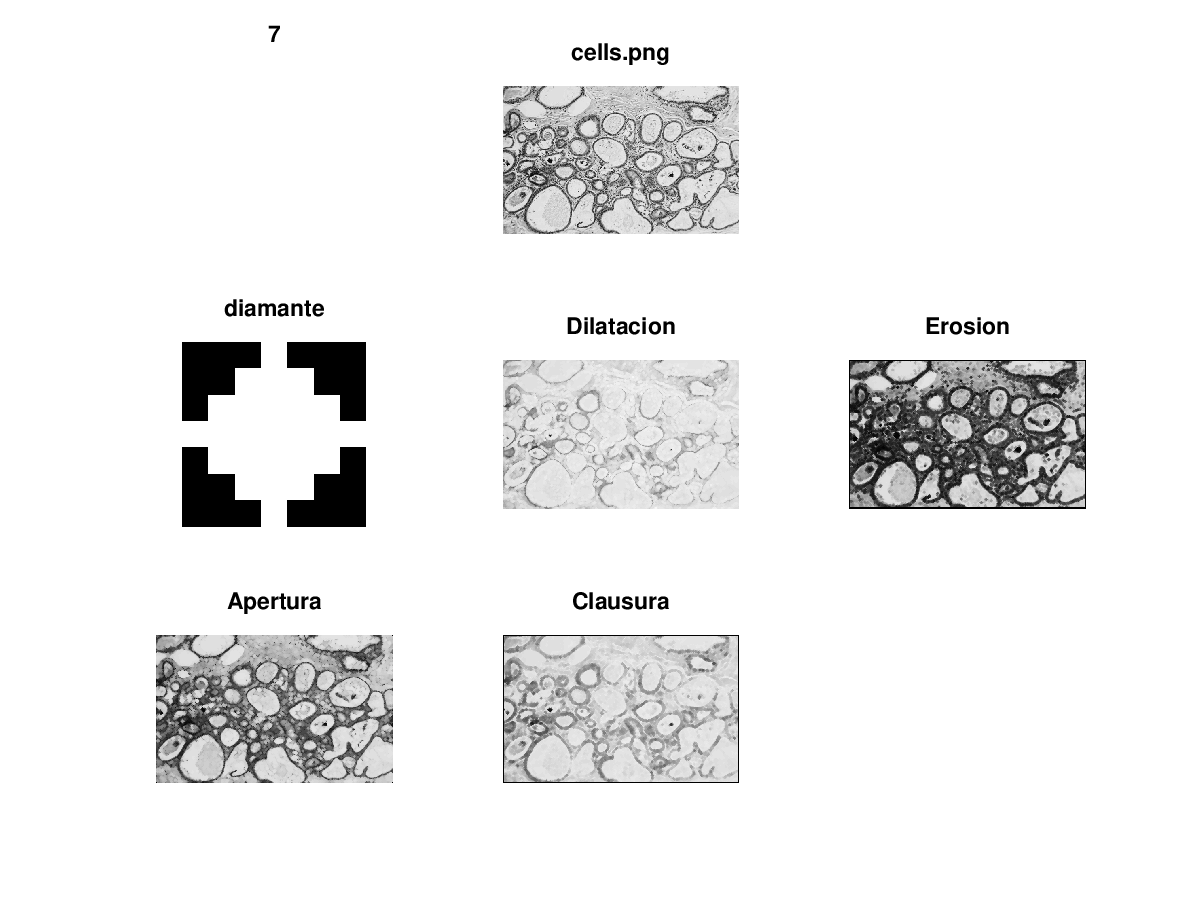 7
cells.png
diamante
Dilatacion
Erosion
Apertura
Clausura